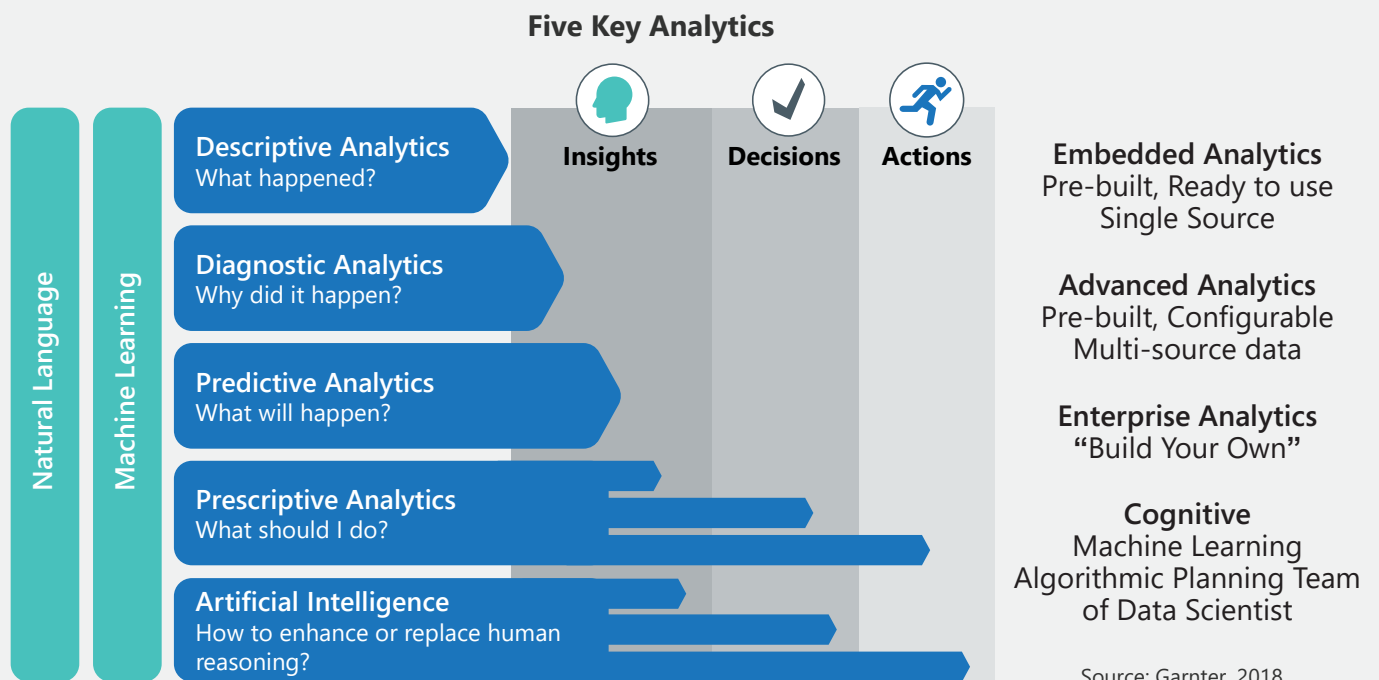 Five Key Analytics
Natural Language
Machine Learning
Descriptive Analytics
What happened?
Diagnostic Analytics
Why did it happen?
Predictive Analytics
What will happen?
Prescriptive Analytics
What should I do?
Artificial Intelligence
How to enhance or replace human
reasoning?
Insights
Decisions
Actions
Embedded Analytics
Pre-built, Ready to use
Single Source
Advanced Analytics
Pre-built, Configurable
Multi-source data
Enterprise Analytics
“Build Your Own”
Cognitive
Machine Learning
Algorithmic Planning Team
of Data Scientist
Source: Garnter, 2018